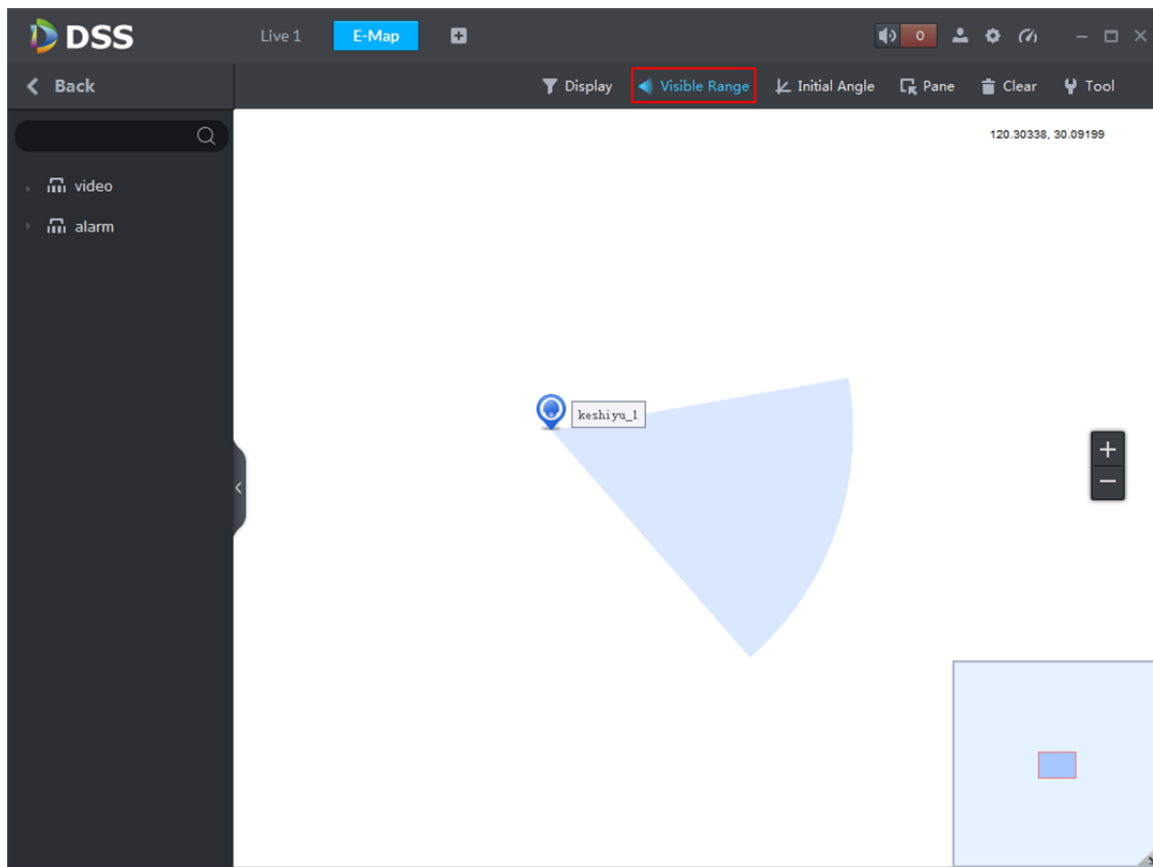 DSS Live 1 E-Map 0
Back Display Visible Range Initial Angle Pane Clear Tool
120.30338, 30.09199
video
alarm
keshiyu_1